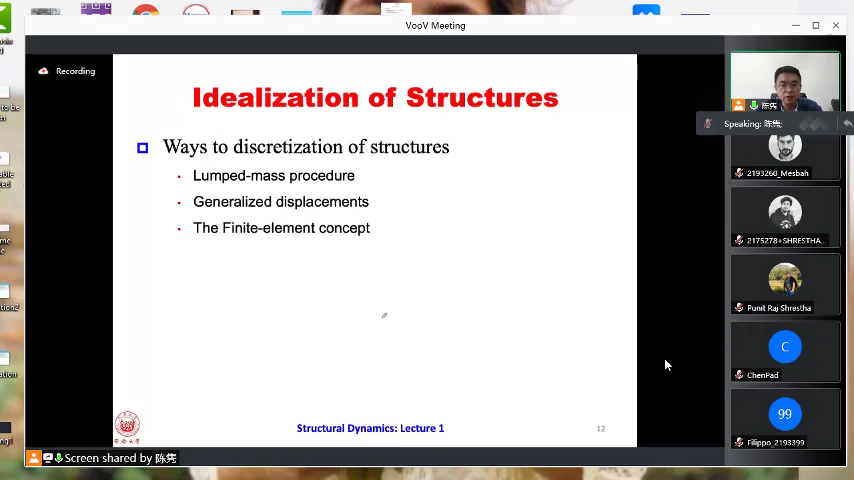 VooV Meeting
Recording
Idealization of Structures
Ways to discretization of structures
Lumped-mass procedure
Generalized displacements
The Finite-element concept
Structural Dynamics: Lecture 1
12
Screen shared by 陈隽
陈隽
Speaking: 陈隽;
2193260_Mesbah
2175278+SHRESTHA...
Punit Raj Shrestha
C
ChenPad
99
Filippo_2193399